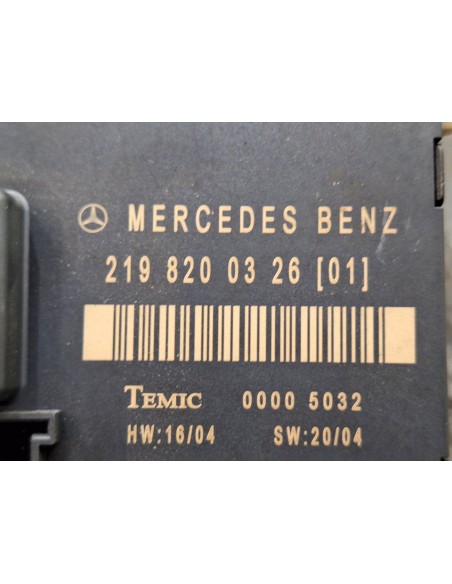 MERCEDES BENZ
219 820 03 26 [01]
TEMIC 0000 5032
HW:16/04 SW:20/04